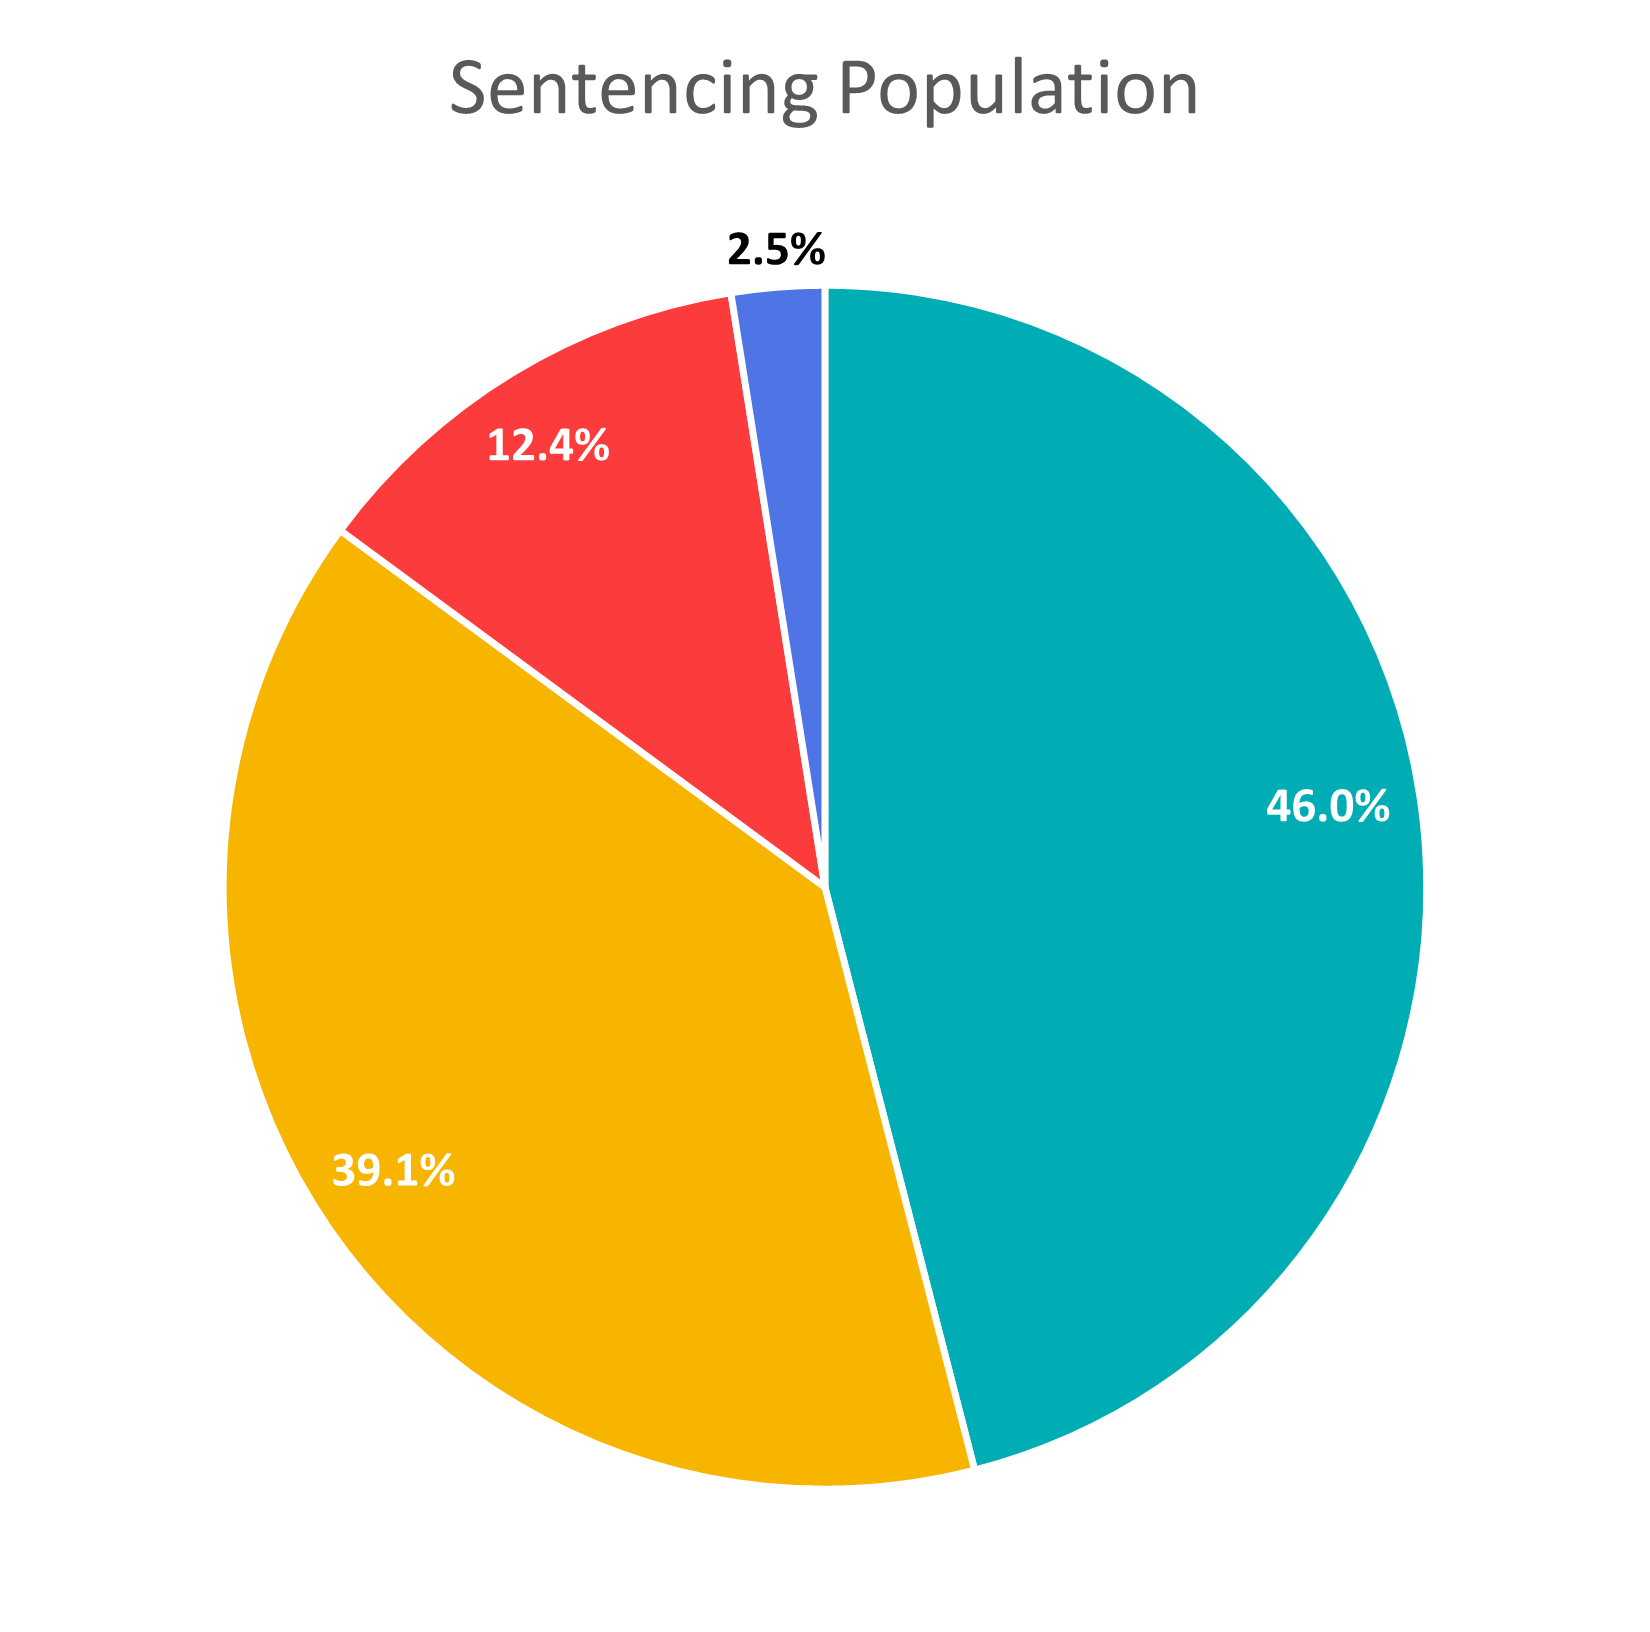 Sentencing Population
2.5%
12.4%
46.0%
39.1%